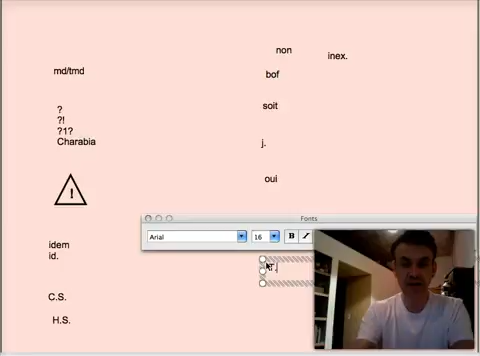 non
inex.
md/tmd
bof
?
soit
?!
?1?
Charabia
j.
oui
!
Fonts
Arial
16
B
I
idem
id.
T.
C.S.
H.S.